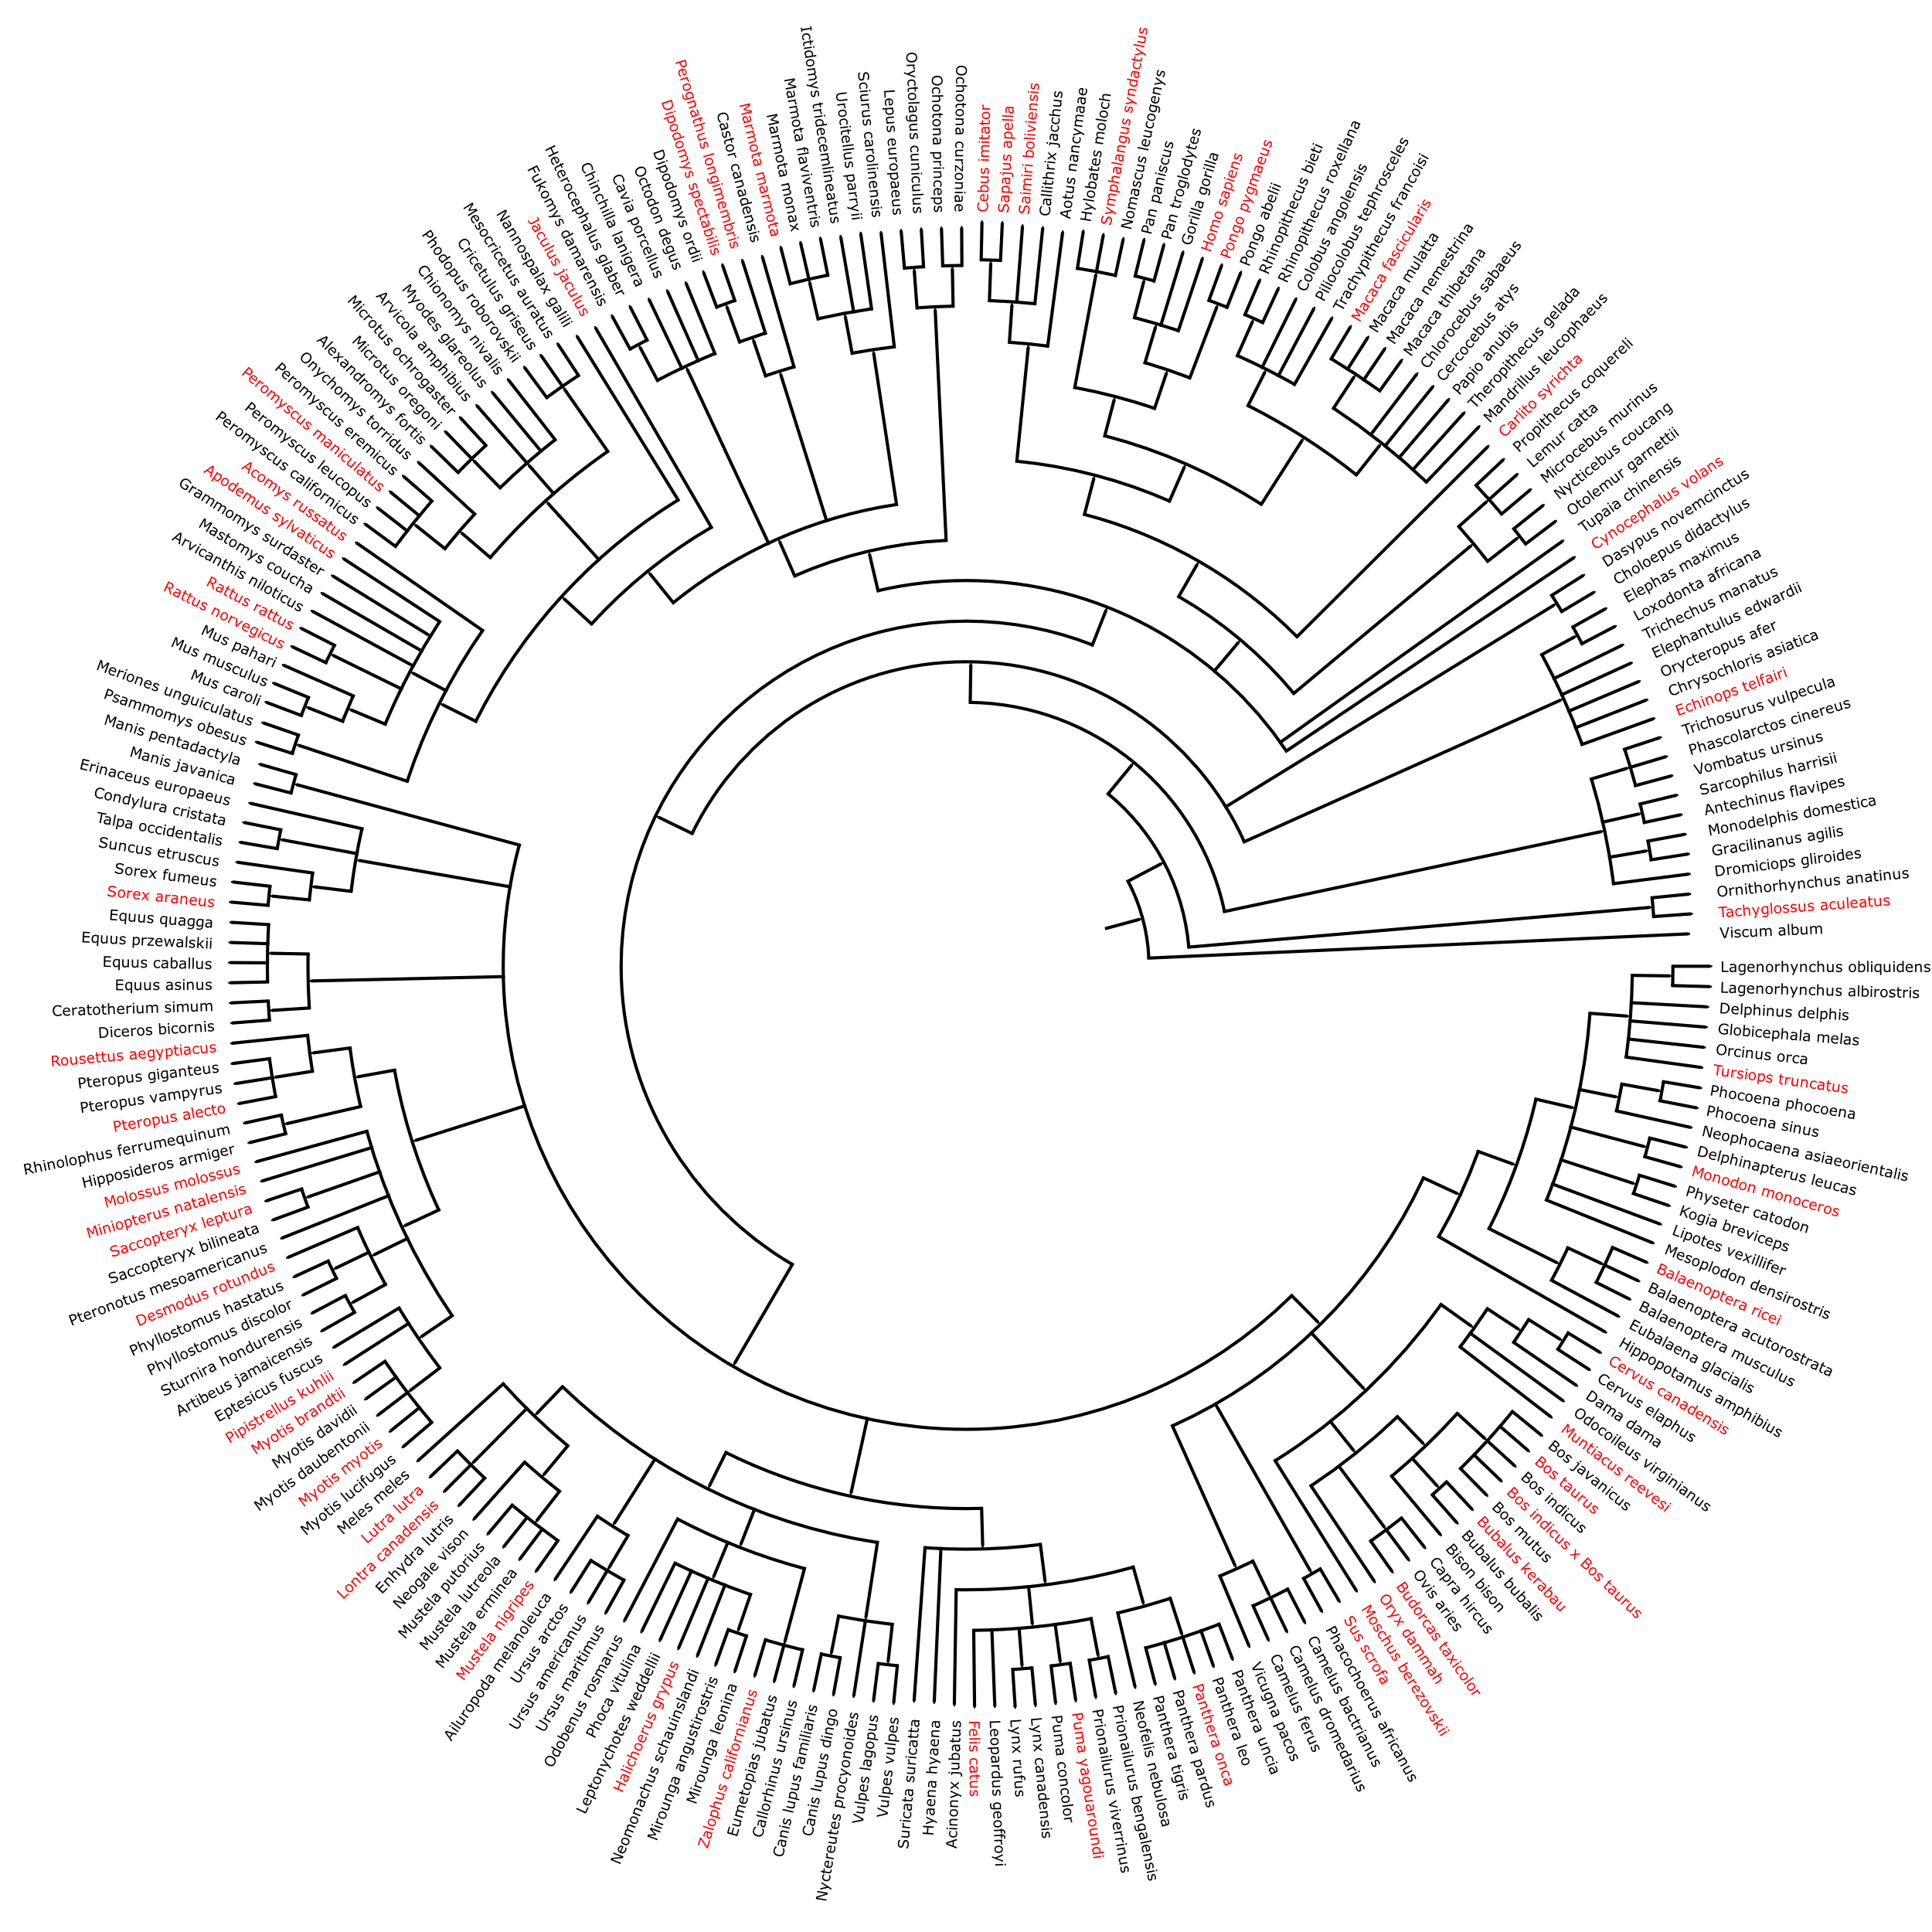 Cebus imitator
Sapajus apella
Saimiri boliviensis
Callithrix jacchus
Aotus nancymaae
Hylobates moloch
Symphalangus syndactylus
Nomascus leucogenys
Pan paniscus
Pan troglodytes
Gorilla gorilla
Homo sapiens
Pongo pygmaeus
Pongo abelii
Rhinopithecus bieti
Rhinopithecus roxellana
Colobus angolensis
Piliocolobus tephrosceles
Trachypithecus francoisi
Macaca fascicularis
Macaca mulatta
Macaca nemestrina
Macaca thibetana
Chlorocebus sabaeus
Cercocebus atys
Papio anubis
Theropithecus gelada
Mandrillus leucophaeus
Carlito syrichta
Propithecus coquereli
Lemur catta
Microcebus murinus
Nycticebus coucang
Otolemur garnettii
Tupaia chinensis
Cynocephalus volans
Dasypus novemcinctus
Choloepus didactylus
Elephas maximus
Loxodonta africana
Trichechus manatus
Elephantulus edwardii
Orycteropus afer
Chrysochloris asiatica
Echinops telfairi
Trichosurus vulpecula
Phascolarctos cinereus
Vombatus ursinus
Sarcophilus harrisii
Antechinus flavipes
Monodelphis domestica
Gracilinanus agilis
Dromiciops gliroides
Ornithorhynchus anatinus
Tachyglossus aculeatus
Viscum album
Lagenorhynchus obliquidens
Lagenorhynchus albirostris
Delphinus delphis
Globicephala melas
Orcinus orca
Tursiops truncatus
Phocoena phocoena
Phocoena sinus
Neophocaena asiaeorientalis
Delphinapterus leucas
Monodon monoceros
Physeter catodon
Kogia breviceps
Lipotes vexillifer
Mesoplodon densirostris
Balaenoptera ricei
Balaenoptera acutorostrata
Balaenoptera musculus
Eubalaena glacialis
Hippopotamus amphibius
Cervus canadensis
Cervus elaphus
Dama dama
Odocoileus virginianus
Muntiacus reevesi
Bos javanicus
Bos taurus
Bos indicus
Bos indicus x Bos taurus
Bos mutus
Bubalus kerabau
Bubalus bubalis
Bison bison
Capra hircus
Ovis aries
Budorcas taxicolor
Oryx dammah
Moschus berezovskii
Sus scrofa
Phacochoerus africanus
Camelus bactrianus
Camelus dromedarius
Camelus ferus
Vicugna pacos
Panthera uncia
Panthera leo
Panthera onca
Panthera pardus
Panthera tigris
Neofelis nebulosa
Prionailurus bengalensis
Prionailurus viverrinus
Puma yagouaroundi
Puma concolor
Lynx canadensis
Lynx rufus
Leopardus geoffroyi
Felis catus
Acinonyx jubatus
Hyaena hyaena
Suricata suricatta
Vulpes vulpes
Vulpes lagopus
Nyctereutes procyonoides
Canis lupus dingo
Canis lupus familiaris
Callorhinus ursinus
Eumetopias jubatus
Zalophus californianus
Mirounga leonina
Mirounga angustirostris
Neomonachus schauinslandi
Halichoerus grypus
Leptonychotes weddellii
Phoca vitulina
Odobenus rosmarus
Ursus maritimus
Ursus americanus
Ursus arctos
Ailuropoda melanoleuca
Mustela nigripes
Mustela erminea
Mustela lutreola
Mustela putorius
Neogale vison
Enhydra lutris
Lontra canadensis
Lutra lutra
Meles meles
Myotis lucifugus
Myotis myotis
Myotis daubentonii
Myotis davidii
Myotis brandtii
Pipistrellus kuhlii
Eptesicus fuscus
Artibeus jamaicensis
Sturnira hondurensis
Phyllostomus discolor
Phyllostomus hastatus
Desmodus rotundus
Pteronotus mesoamericanus
Saccopteryx bilineata
Saccopteryx leptura
Miniopterus natalensis
Molossus molossus
Hipposideros armiger
Rhinolophus ferrumequinum
Pteropus alecto
Pteropus vampyrus
Pteropus giganteus
Rousettus aegyptiacus
Diceros bicornis
Ceratotherium simum
Equus asinus
Equus caballus
Equus przewalskii
Equus quagga
Sorex araneus
Sorex fumeus
Suncus etruscus
Talpa occidentalis
Condylura cristata
Erinaceus europaeus
Manis javanica
Manis pentadactyla
Psammomys obesus
Meriones unguiculatus
Mus caroli
Mus musculus
Mus pahari
Rattus norvegicus
Rattus rattus
Arvicanthis niloticus
Mastomys coucha
Grammomys surdaster
Apodemus sylvaticus
Acomys russatus
Peromyscus californicus
Peromyscus leucopus
Peromyscus maniculatus
Peromyscus eremicus
Onychomys torridus
Alexandromys fortis
Microtus oregoni
Microtus ochrogaster
Arvicola amphibius
Myodes glareolus
Chionomys nivalis
Phodopus roborovskii
Cricetulus griseus
Mesocricetus auratus
Nannospalax galili
Jaculus jaculus
Fukomys damarensis
Heterocephalus glaber
Chinchilla lanigera
Cavia porcellus
Octodon degus
Dipodomys ordii
Dipodomys spectabilis
Perognathus longimembris
Castor canadensis
Marmota marmota
Marmota monax
Marmota flaviventris
Ictidomys tridecemlineatus
Urocitellus parryii
Sciurus carolinensis
Lepus europaeus
Oryctolagus cuniculus
Ochotona princeps
Ochotona curzoniae